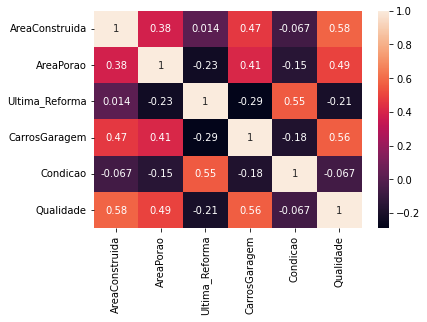 AreaConstruida 1 0.38 0.014 0.47 -0.067 0.58
AreaPorao 0.38 1 -0.23 0.41 -0.15 0.49
Ultima_Reforma 0.014 -0.23 1 -0.29 0.55 -0.21
CarrosGaragem 0.47 0.41 -0.29 1 -0.18 0.56
Condicao -0.067 -0.15 0.55 -0.18 1 -0.067
Qualidade 0.58 0.49 -0.21 0.56 -0.067 1
AreaConstruida
AreaPorao
Ultima_Reforma
CarrosGaragem
Condicao
Qualidade
1.0
0.8
0.6
0.4
0.2
0.0
−0.2